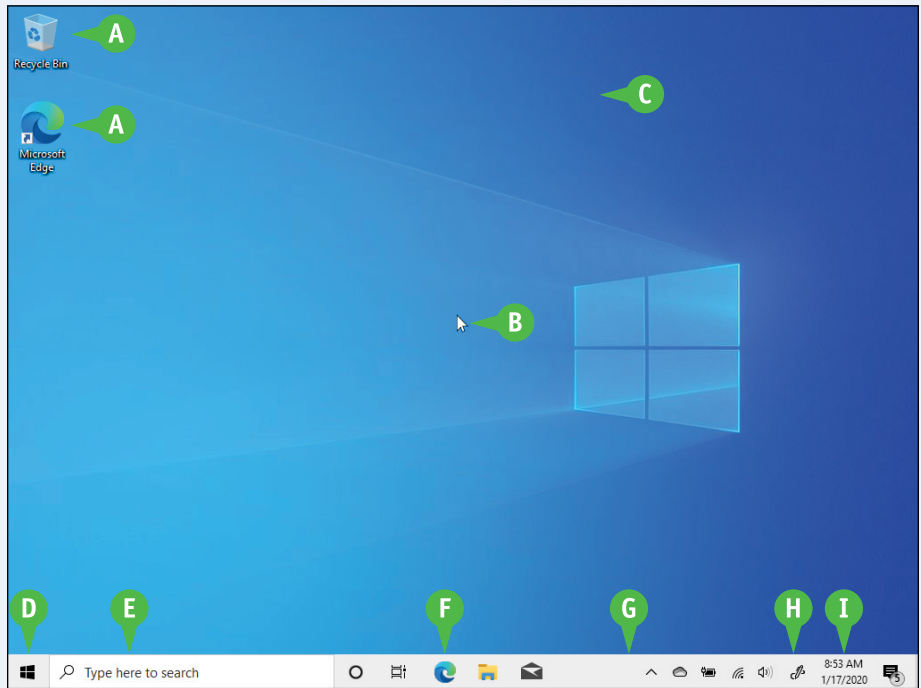 A
Recycle Bin
C
A
Microsoft
Edge
B
D
E
F
G
H
I
Type here to search
8:53 AM
1/17/2020
5